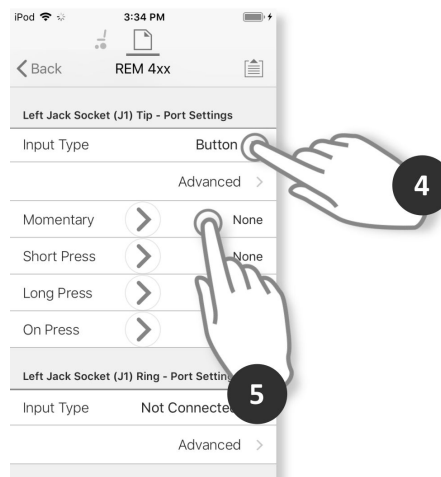 iPod 3:34 PM
Back REM 4xx
Left Jack Socket (J1) Tip - Port Settings
Input Type Button
Advanced >
4
Momentary None
Short Press None
Long Press
On Press
Left Jack Socket (J1) Ring - Port Setting
5
Input Type Not Connected
Advanced >